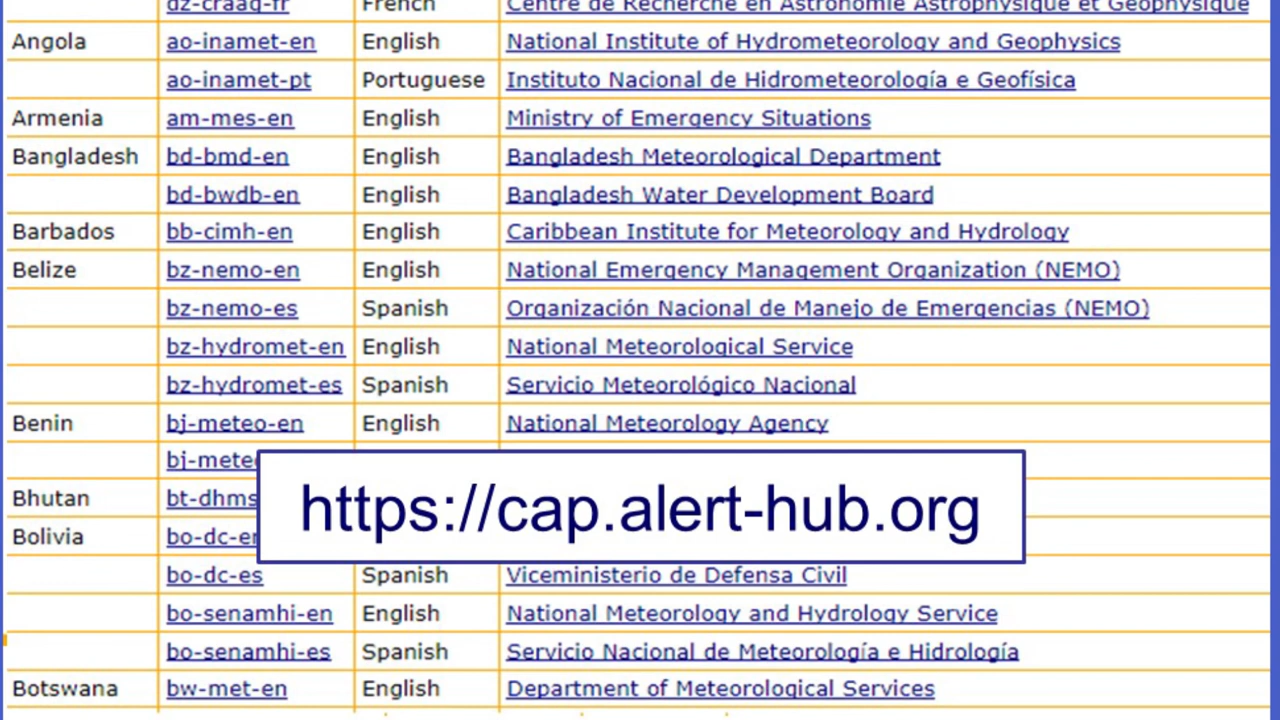 dz-craag-fr French Centre de Recherche en Astronomie Astrophysique et Géophysique
Angola ao-inamet-en English National Institute of Hydrometeorology and Geophysics
ao-inamet-pt Portuguese Instituto Nacional de Hidrometeorología e Geofísica
Armenia am-mes-en English Ministry of Emergency Situations
Bangladesh bd-bmd-en English Bangladesh Meteorological Department
bd-bwdb-en English Bangladesh Water Development Board
Barbados bb-cimh-en English Caribbean Institute for Meteorology and Hydrology
Belize bz-nemo-en English National Emergency Management Organization (NEMO)
bz-nemo-es Spanish Organización Nacional de Manejo de Emergencias (NEMO)
bz-hydromet-en English National Meteorological Service
bz-hydromet-es Spanish Servicio Meteorológico Nacional
Benin bj-meteo-en English National Meteorology Agency
Bhutan bt-dhms
https://cap.alert-hub.org
Bolivia
bo-dc-es Spanish Viceministerio de Defensa Civil
bo-senamhi-en English National Meteorology and Hydrology Service
bo-senamhi-es Spanish Servicio Nacional de Meteorología e Hidrología
Botswana bw-met-en English Department of Meteorological Services